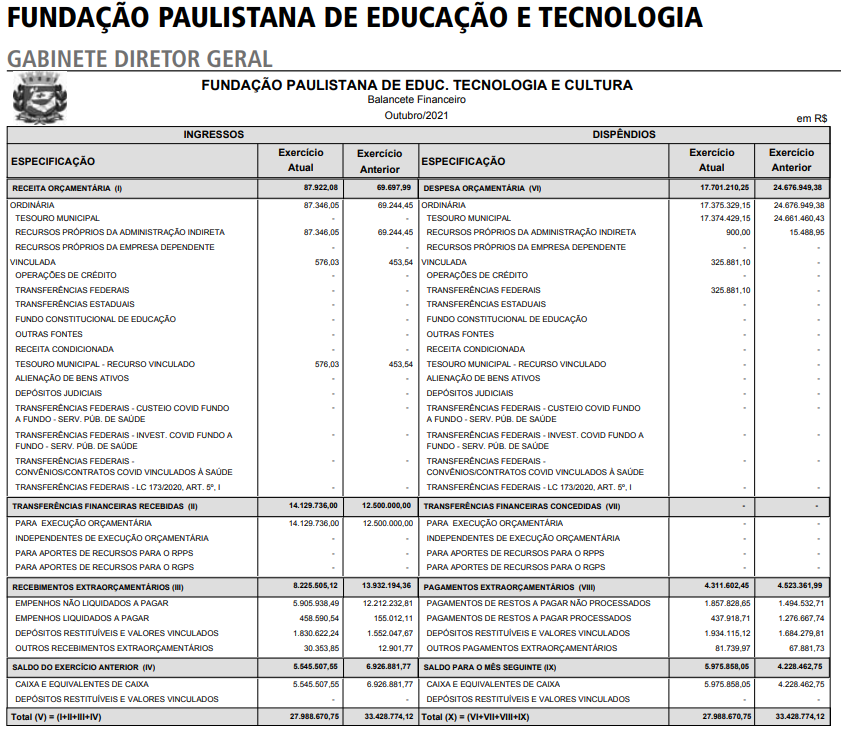 FUNDAÇÃO PAULISTANA DE EDUCAÇÃO E TECNOLOGIA
GABINETE DIRETOR GERAL
FUNDAÇÃO PAULISTANA DE EDUC. TECNOLOGIA E CULTURA
Balancete Financeiro
Outubro/2021
em R$
INGRESSOS DISPÊNDIOS
ESPECIFICAÇÃO Exercício Atual Exercício Anterior ESPECIFICAÇÃO Exercício Atual Exercício Anterior
RECEITA ORÇAMENTÁRIA (I) 87.922,08 69.697,99 DESPESA ORÇAMENTÁRIA (VI) 17.701.210,25 24.676.949,38
ORDINÁRIA 87.346,05 69.244,45 ORDINÁRIA 17.375.329,15 24.676.949,38
TESOURO MUNICIPAL - - TESOURO MUNICIPAL 17.374.429,15 24.661.460,43
RECURSOS PRÓPRIOS DA ADMINISTRAÇÃO INDIRETA 87.346,05 69.244,45 RECURSOS PRÓPRIOS DA ADMINISTRAÇÃO INDIRETA 900,00 15.488,95
RECURSOS PRÓPRIOS DA EMPRESA DEPENDENTE - - RECURSOS PRÓPRIOS DA EMPRESA DEPENDENTE - -
VINCULADA 576,03 453,54 VINCULADA 325.881,10 -
OPERAÇÕES DE CRÉDITO - - OPERAÇÕES DE CRÉDITO - -
TRANSFERÊNCIAS FEDERAIS - - TRANSFERÊNCIAS FEDERAIS 325.881,10 -
TRANSFERÊNCIAS ESTADUAIS - - TRANSFERÊNCIAS ESTADUAIS - -
FUNDO CONSTITUCIONAL DE EDUCAÇÃO - - FUNDO CONSTITUCIONAL DE EDUCAÇÃO - -
OUTRAS FONTES - - OUTRAS FONTES - -
RECEITA CONDICIONADA - - RECEITA CONDICIONADA - -
TESOURO MUNICIPAL - RECURSO VINCULADO 576,03 453,54 TESOURO MUNICIPAL - RECURSO VINCULADO - -
ALIENAÇÃO DE BENS ATIVOS - - ALIENAÇÃO DE BENS ATIVOS - -
DEPÓSITOS JUDICIAIS - - DEPÓSITOS JUDICIAIS - -
TRANSFERÊNCIAS FEDERAIS - CUSTEIO COVID FUNDO - - TRANSFERÊNCIAS FEDERAIS - CUSTEIO COVID FUNDO - -
A FUNDO - SERV. PÚB. DE SAÚDE A FUNDO - SERV. PÚB. DE SAÚDE
TRANSFERÊNCIAS FEDERAIS - INVEST. COVID FUNDO A - - TRANSFERÊNCIAS FEDERAIS - INVEST. COVID FUNDO A - -
FUNDO - SERV. PÚB. DE SAÚDE FUNDO - SERV. PÚB. DE SAÚDE
TRANSFERÊNCIAS FEDERAIS - - - TRANSFERÊNCIAS FEDERAIS - - -
CONVÊNIOS/CONTRATOS COVID VINCULADOS À SAÚDE CONVÊNIOS/CONTRATOS COVID VINCULADOS À SAÚDE
TRANSFERÊNCIAS FEDERAIS - LC 173/2020, ART. 5º, I - - TRANSFERÊNCIAS FEDERAIS - LC 173/2020, ART. 5º, I - -
TRANSFERÊNCIAS FINANCEIRAS RECEBIDAS (II) 14.129.736,00 12.500.000,00 TRANSFERÊNCIAS FINANCEIRAS CONCEDIDAS (VII) - -
PARA EXECUÇÃO ORÇAMENTÁRIA 14.129.736,00 12.500.000,00 PARA EXECUÇÃO ORÇAMENTÁRIA - -
INDEPENDENTES DE EXECUÇÃO ORÇAMENTÁRIA - - INDEPENDENTES DE EXECUÇÃO ORÇAMENTÁRIA - -
PARA APORTES DE RECURSOS PARA O RPPS - - PARA APORTES DE RECURSOS PARA O RPPS - -
PARA APORTES DE RECURSOS PARA O RGPS - - PARA APORTES DE RECURSOS PARA O RGPS - -
RECEBIMENTOS EXTRAORÇAMENTÁRIOS (III) 8.225.505,12 13.932.194,36 PAGAMENTOS EXTRAORÇAMENTÁRIOS (VIII) 4.311.602,45 4.523.361,99
EMPENHOS NÃO LIQUIDADOS A PAGAR 5.905.938,49 12.212.232,81 PAGAMENTOS DE RESTOS A PAGAR NÃO PROCESSADOS 1.857.828,65 1.494.532,71
EMPENHOS LIQUIDADOS A PAGAR 458.590,54 155.012,11 PAGAMENTOS DE RESTOS A PAGAR PROCESSADOS 437.918,71 1.276.667,74
DEPÓSITOS RESTITUÍVEIS E VALORES VINCULADOS 1.830.622,24 1.552.047,67 DEPÓSITOS RESTITUÍVEIS E VALORES VINCULADOS 1.934.115,12 1.684.279,81
OUTROS RECEBIMENTOS EXTRAORÇAMENTÁRIOS 30.353,85 12.901,77 OUTROS PAGAMENTOS EXTRAORÇAMENTÁRIOS 81.739,97 67.881,73
SALDO DO EXERCÍCIO ANTERIOR (IV) 5.545.507,55 6.926.881,77 SALDO PARA O MÊS SEGUINTE (IX) 5.975.858,05 4.228.462,75
CAIXA E EQUIVALENTES DE CAIXA 5.545.507,55 6.926.881,77 CAIXA E EQUIVALENTES DE CAIXA 5.975.858,05 4.228.462,75
DEPÓSITOS RESTITUÍVEIS E VALORES VINCULADOS - - DEPÓSITOS RESTITUÍVEIS E VALORES VINCULADOS - -
Total (V) = (I+II+III+IV) 27.988.670,75 33.428.774,12 Total (X) = (VI+VII+VIII+IX) 27.988.670,75 33.428.774,12